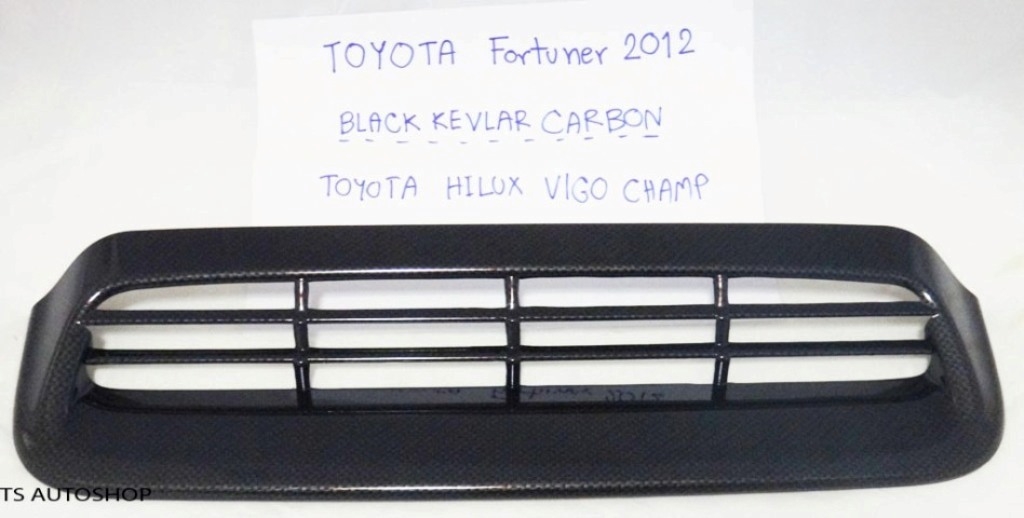 TOYOTA Fortuner 2012
BLACK KEVLAR CARBON
TOYOTA HILUX VIGO CHAMP
TS AUTOSHOP